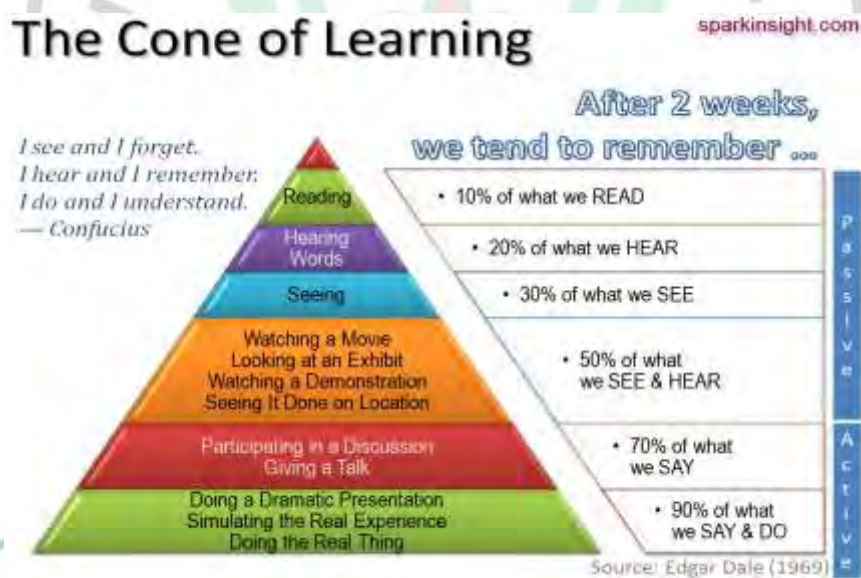 The Cone of Learning
sparkinsight.com
I see and I forget.
I hear and I remember.
I do and I understand.
— Confucius
After 2 weeks,
we tend to remember ...
Reading
• 10% of what we READ
Hearing
Words
• 20% of what we HEAR
Seeing
• 30% of what we SEE
Watching a Movie
Looking at an Exhibit
Watching a Demonstration
Seeing It Done on Location
• 50% of what
we SEE & HEAR
Participating in a Discussion
Giving a Talk
• 70% of what
we SAY
Doing a Dramatic Presentation
Simulating the Real Experience
Doing the Real Thing
• 90% of what
we SAY & DO
Passive
Active
Source: Edgar Dale (1969)